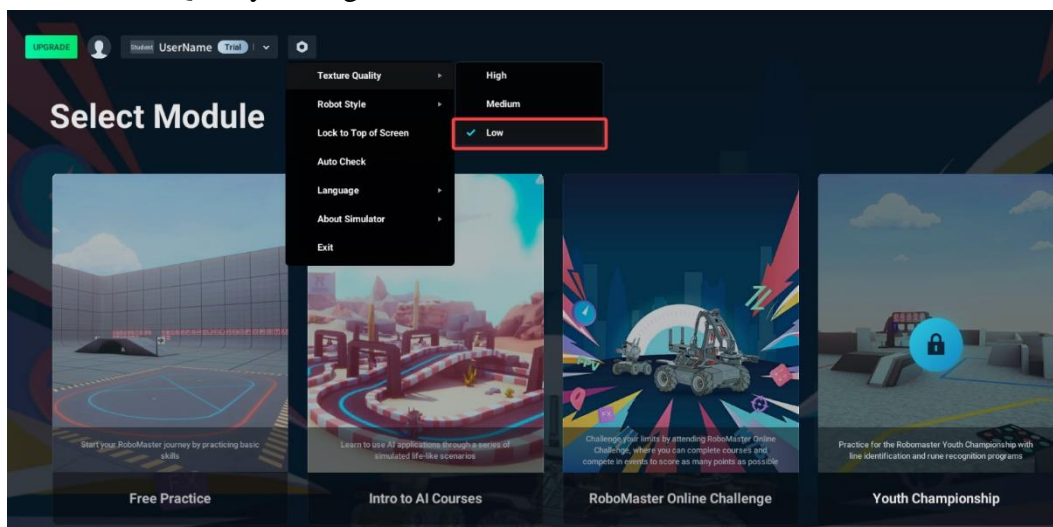 UPGRADE
Student UserName Trial
Texture Quality
High
Robot Style
Medium
Select Module
Lock to Top of Screen
Low
Auto Check
Language
About Simulator
Exit
Start your RoboMaster journey by practicing basic
skills
Free Practice
Learn to use AI applications through a series of
simulated life-like scenarios
Intro to AI Courses
Challenge your limits by attending RoboMaster Online
Challenge, where you can complete courses and
compete in events to score as many points as possible
RoboMaster Online Challenge
Practice for the Robomaster Youth Championship with
line identification and rune recognition programs
Youth Championship